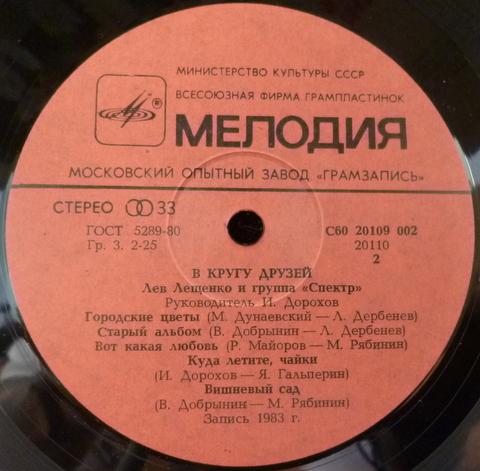 МИНИСТЕРСТВО КУЛЬТУРЫ СССР
ВСЕСОЮЗНАЯ ФИРМА ГРАМПЛАСТИНОК
МЕЛОДИЯ
МОСКОВСКИЙ ОПЫТНЫЙ ЗАВОД «ГРАМЗАПИСЬ»
СТЕРЕО 33
ГОСТ 5289-80
Гр. 3. 2-25
С60 20109 002
20110
2
В КРУГУ ДРУЗЕЙ
Лев Лещенко и группа «Спектр»
Руководитель И. Дорохов
Городские цветы (М. Дунаевский — Л. Дербенев)
Старый альбом (В. Добрынин — Л. Дербенев)
Вот какая любовь (Р. Майоров — М. Рябинин)
Куда летите, чайки
(И. Дорохов — Я. Гальперин)
Вишневый сад
(В. Добрынин — М. Рябинин)
Запись 1983 г.